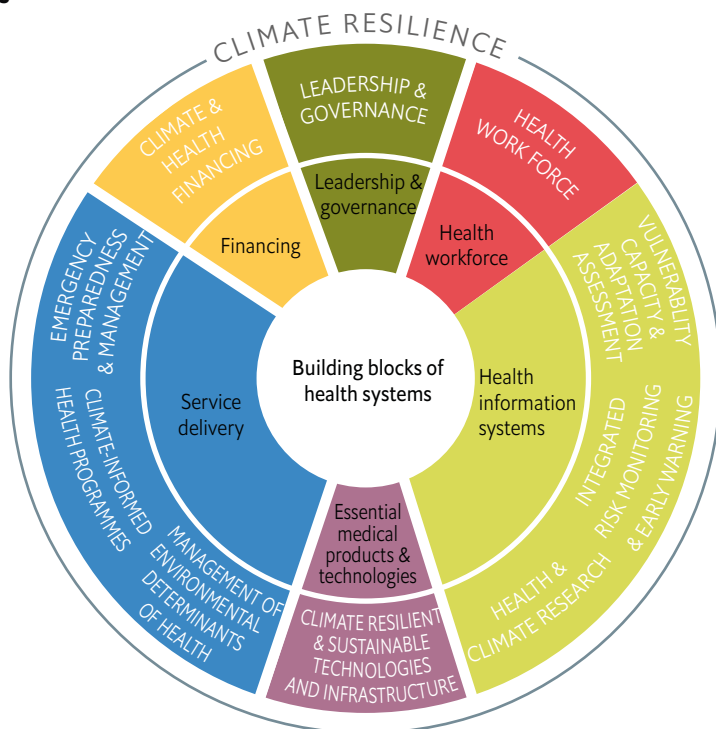 CLIMATE RESILIENCE
LEADERSHIP &
GOVERNANCE
Leadership &
governance
HEALTH
WORK FORCE
Health
workforce
VULNERABLITY
CAPACITY &
ADAPTATION
ASSESSMENT
INTEGRATED
RISK MONITORING
& EARLY WARNING
HEALTH &
CLIMATE RESEARCH
Health
information
systems
Essential
medical
products &
technologies
CLIMATE RESILIENT
& SUSTAINABLE
TECHNOLOGIES
AND INFRASTRUCTURE
MANAGEMENT OF
ENVIRONMENTAL
DETERMINANTS
OF HEALTH
CLIMATE-INFORMED
HEALTH PROGRAMMES
EMERGENCY
PREPAREDNESS
& MANAGEMENT
Service
delivery
CLIMATE &
HEALTH
FINANCING
Financing
Building blocks of
health systems